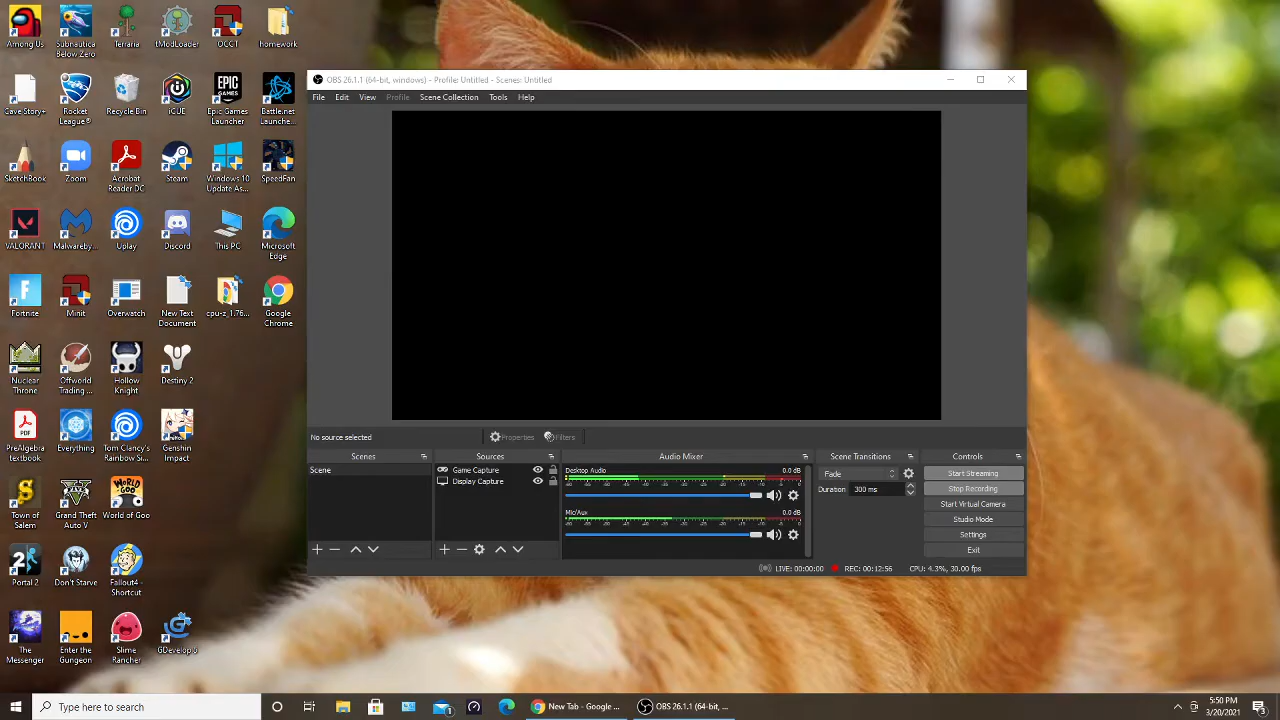 Among Us
Subnautica Below Zero
Terraria
tModLoader
OCCT
homework
Cave Story+
Rocket League®
Recycle Bin
iCUE
Epic Games Launcher
Battle.net Launche...
SketchBook
Zoom
Acrobat Reader DC
Steam
Windows 10 Update As...
SpeedFan
VALORANT
Malwareby...
Uplay
Discord
This PC
Microsoft Edge
Fortnite
Minit
Overwatch
New Text Document
cpu-z_1.76...
Google Chrome
Nuclear Throne
Offworld Trading ...
Hollow Knight
Destiny 2
PreAlgebra textbook
Everything
Tom Clancy's Rainbow Si...
Genshin Impact
Town of Salem
Grand Theft Auto V
World of Goo
Portal 2
Don't Starve
Fallout4 - Shortcut
The Messenger
Enter the Gungeon
Slime Rancher
GDevelop
OBS 26.1.1 (64-bit, windows) - Profile: Untitled - Scenes: Untitled
File Edit View Profile Scene Collection Tools Help
No source selected
Properties Filters
Scenes
Scene
Sources
Game Capture
Display Capture
Audio Mixer
Desktop Audio 0.0 dB
Mic/Aux 0.0 dB
Scene Transitions
Fade
Duration 300 ms
Controls
Start Streaming
Stop Recording
Start Virtual Camera
Studio Mode
Settings
Exit
LIVE: 00:00:00 REC: 00:12:56 CPU: 4.3%, 30.00 fps
Type here to search
New Tab - Google ...
OBS 26.1.1 (64-bit, ...
5:50 PM
3/20/2021